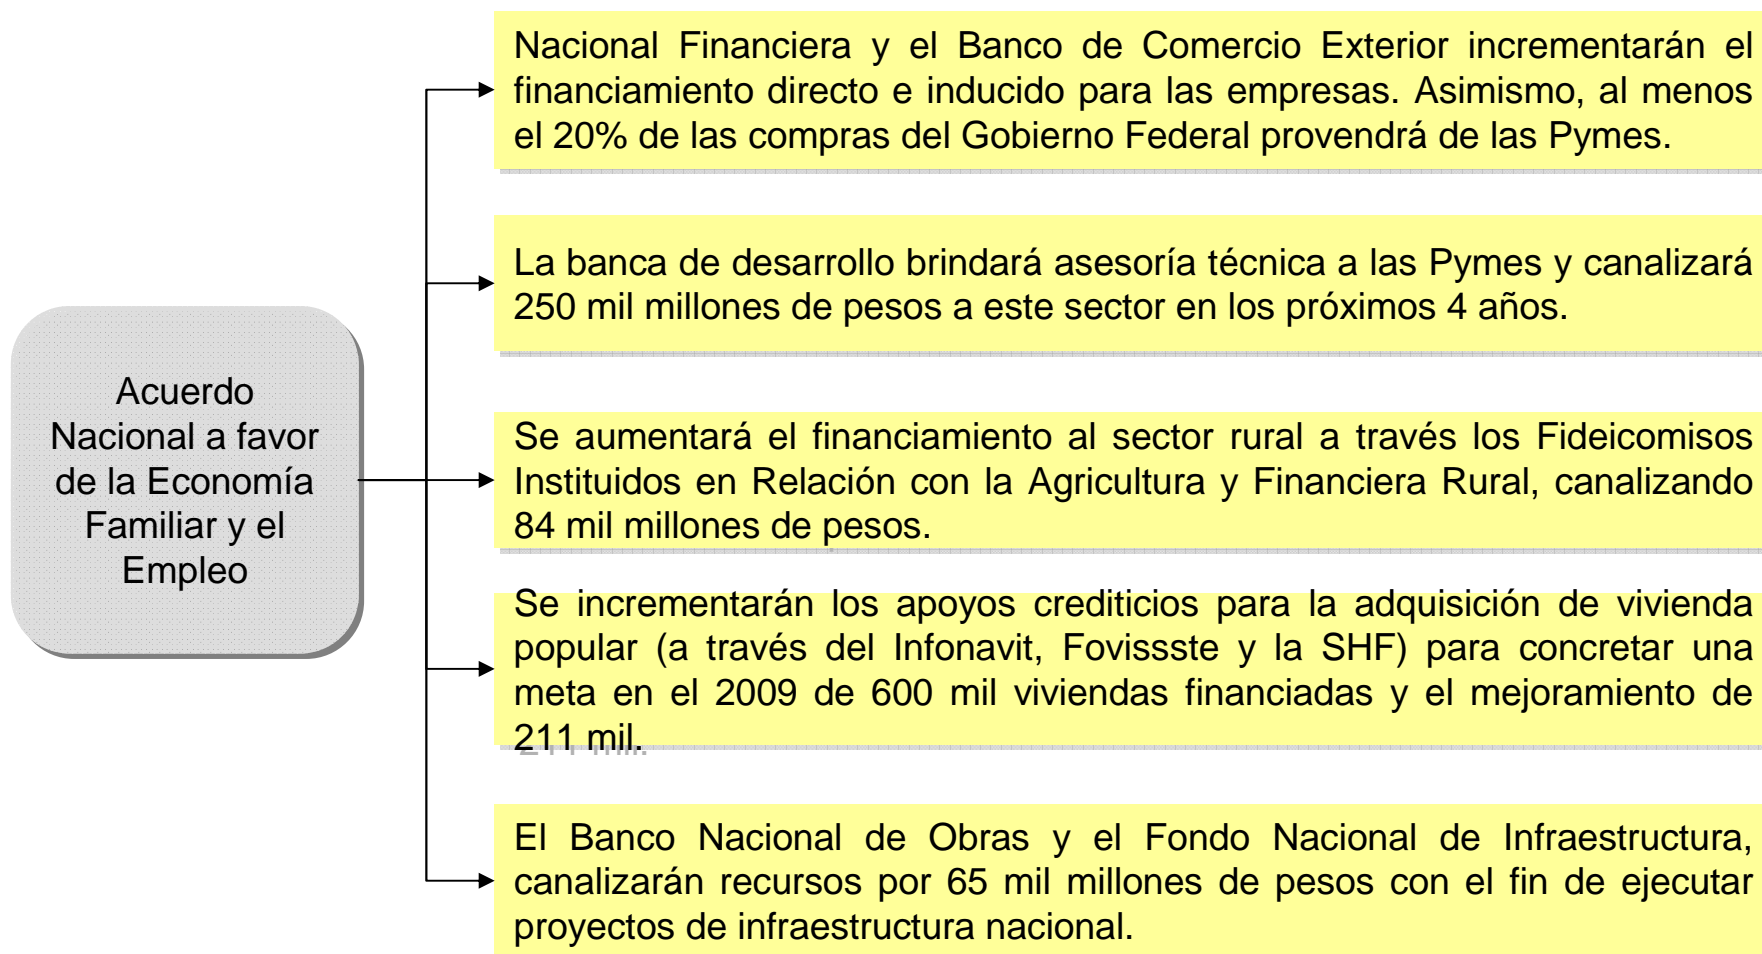 Acuerdo
Nacional a favor
de la Economía
Familiar y el
Empleo
Nacional Financiera y el Banco de Comercio Exterior incrementarán el
financiamiento directo e inducido para las empresas. Asimismo, al menos
el 20% de las compras del Gobierno Federal provendrá de las Pymes.
La banca de desarrollo brindará asesoría técnica a las Pymes y canalizará
250 mil millones de pesos a este sector en los próximos 4 años.
Se aumentará el financiamiento al sector rural a través los Fideicomisos
Instituidos en Relación con la Agricultura y Financiera Rural, canalizando
84 mil millones de pesos.
Se incrementarán los apoyos crediticios para la adquisición de vivienda
popular (a través del Infonavit, Fovissste y la SHF) para concretar una
meta en el 2009 de 600 mil viviendas financiadas y el mejoramiento de
211 mil.
El Banco Nacional de Obras y el Fondo Nacional de Infraestructura,
canalizarán recursos por 65 mil millones de pesos con el fin de ejecutar
proyectos de infraestructura nacional.